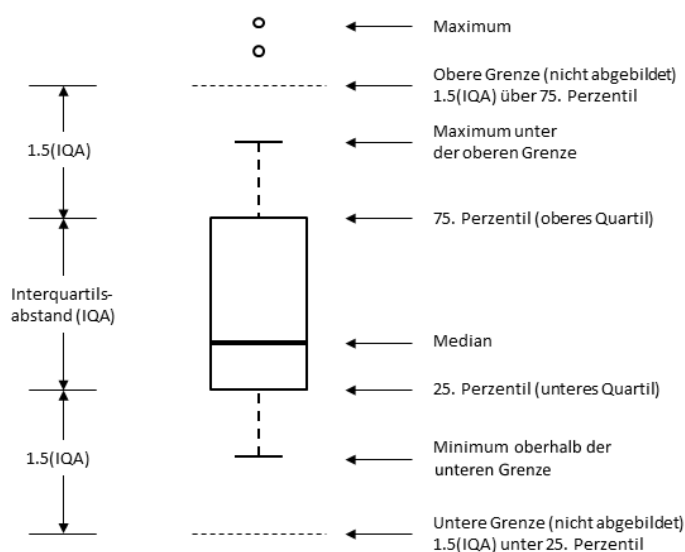 Maximum
Obere Grenze (nicht abgebildet)
1.5(IQA) über 75. Perzentil
Maximum unter
der oberen Grenze
1.5(IQA)
75. Perzentil (oberes Quartil)
Interquartils-
abstand (IQA)
Median
25. Perzentil (unteres Quartil)
1.5(IQA)
Minimum oberhalb der
unteren Grenze
Untere Grenze (nicht abgebildet)
1.5(IQA) unter 25. Perzentil